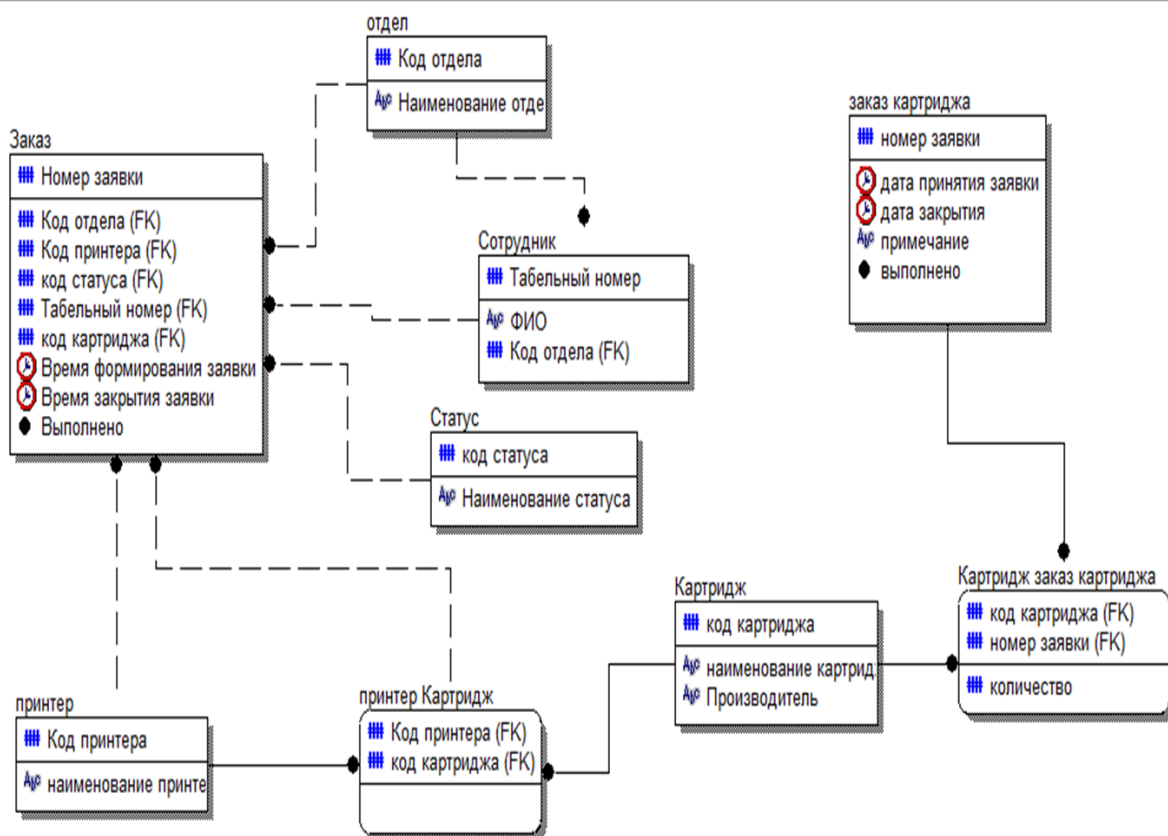 отдел
Код отдела
Наименование отде
заказ картриджа
номер заявки
дата принятия заявки
дата закрытия
примечание
выполнено
Заказ
Номер заявки
Код отдела (FK)
Код принтера (FK)
код статуса (FK)
Табельный номер (FK)
код картриджа (FK)
Время формирования заявки
Время закрытия заявки
Выполнено
Сотрудник
Табельный номер
ФИО
Код отдела (FK)
Статус
код статуса
Наименование статуса
Картридж
код картриджа
наименование картрид
Производитель
Картридж заказ картриджа
код картриджа (FK)
номер заявки (FK)
количество
принтер
Код принтера
наименование принте
принтер Картридж
Код принтера (FK)
код картриджа (FK)